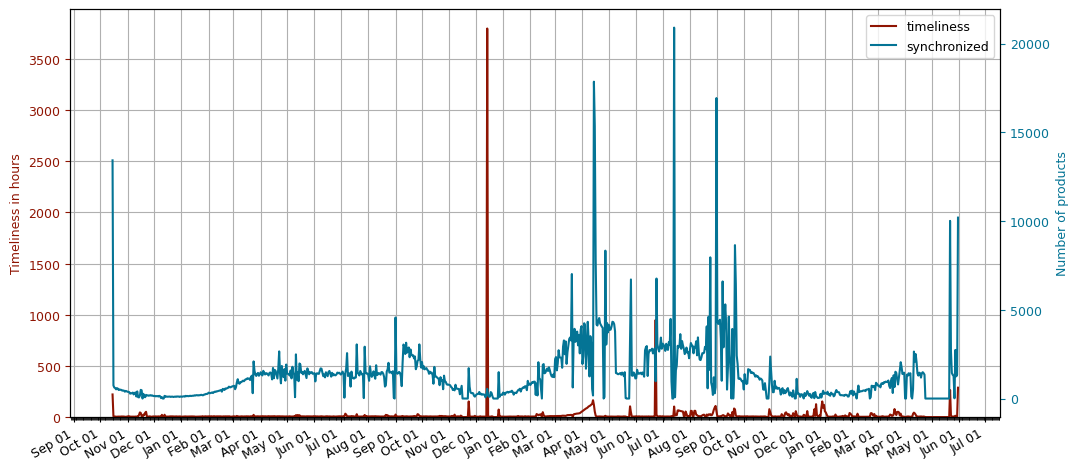 timeliness
synchronized
Timeliness in hours
3500
3000
2500
2000
1500
1000
500
0
20000
15000
10000
5000
0
Number of products
Sep 01
Oct 01
Nov 01
Dec 01
Jan 01
Feb 01
Mar 01
Apr 01
May 01
Jun 01
Jul 01
Aug 01
Sep 01
Oct 01
Nov 01
Dec 01
Jan 01
Feb 01
Mar 01
Apr 01
May 01
Jun 01
Jul 01
Aug 01
Sep 01
Oct 01
Nov 01
Dec 01
Jan 01
Feb 01
Mar 01
Apr 01
May 01
Jun 01
Jul 01